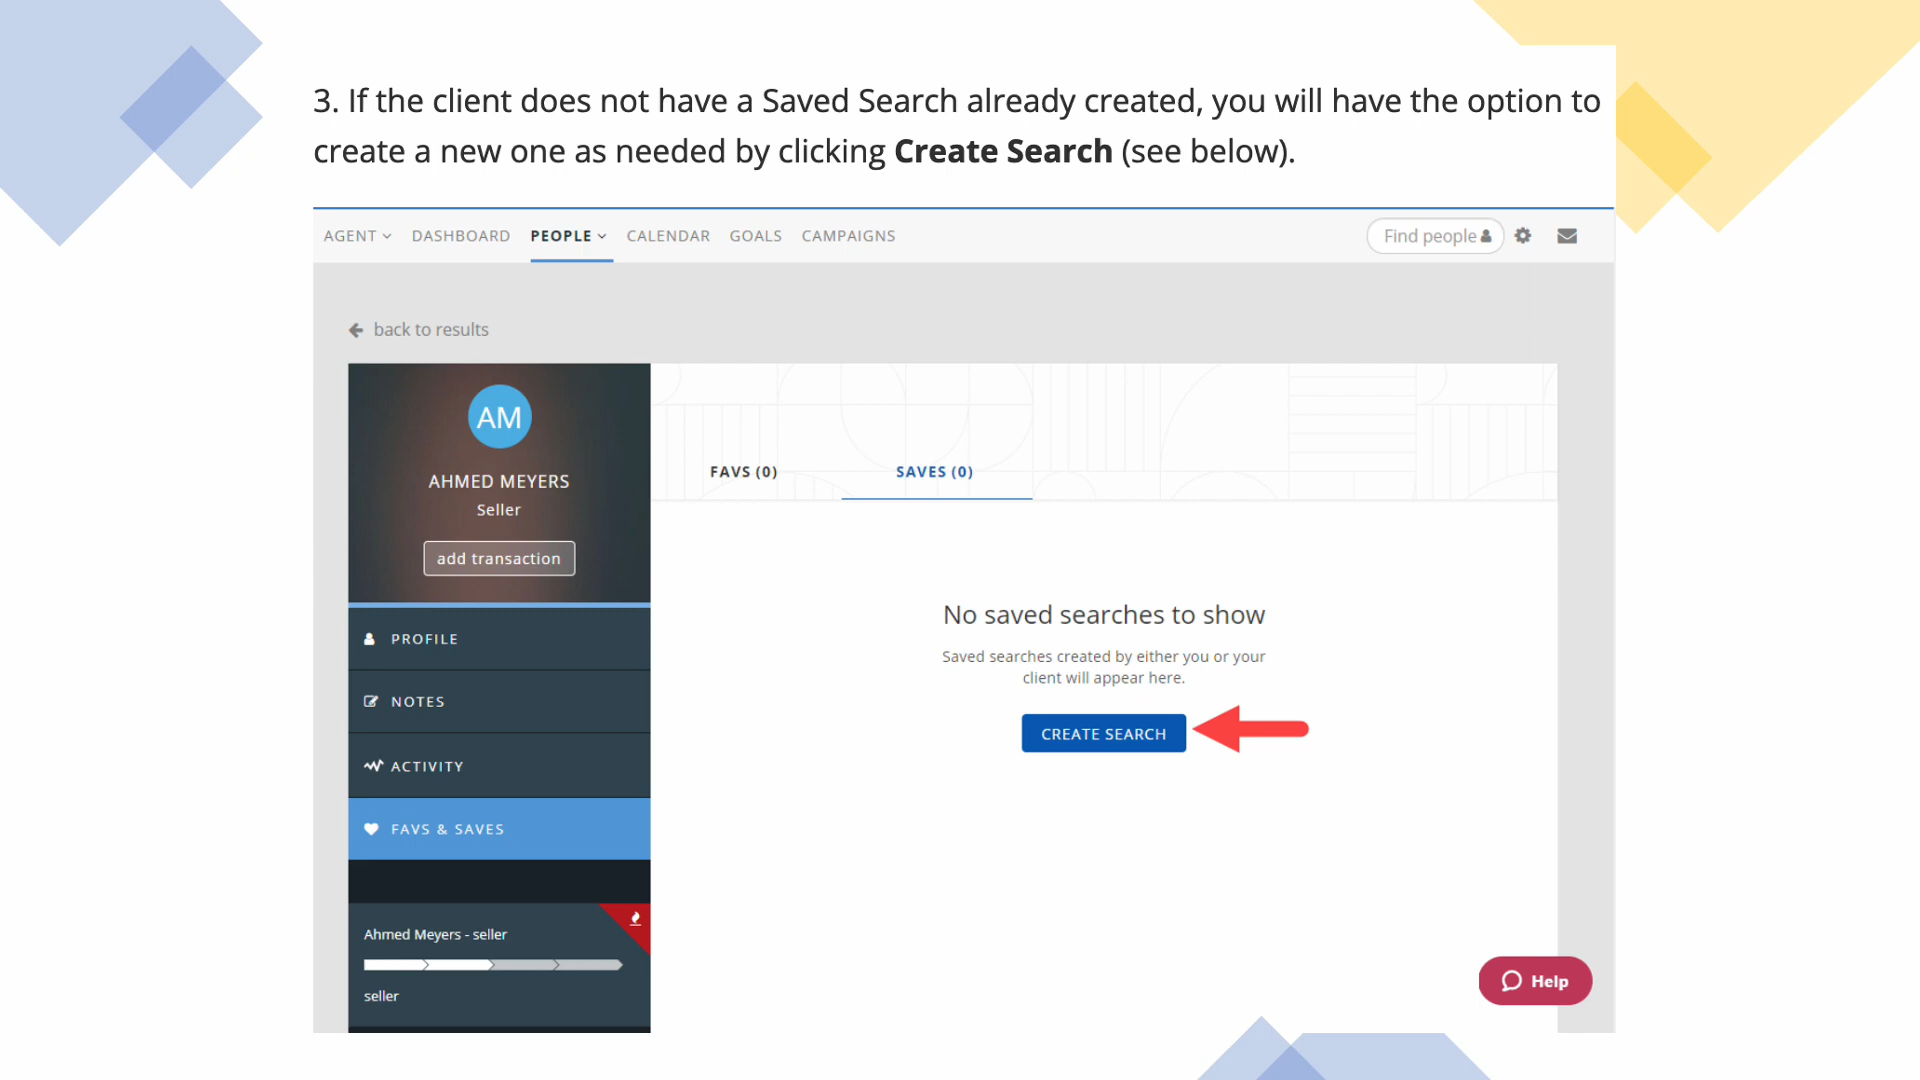 3. If the client does not have a Saved Search already created, you will have the option to
create a new one as needed by clicking Create Search (see below).
AGENT DASHBOARD PEOPLE CALENDAR GOALS CAMPAIGNS Find people
back to results
AM
AHMED MEYERS
Seller
add transaction
FAVS (0) SAVES (0)
PROFILE
NOTES
ACTIVITY
FAVS & SAVES
Ahmed Meyers - seller
seller
No saved searches to show
Saved searches created by either you or your
client will appear here.
CREATE SEARCH
Help